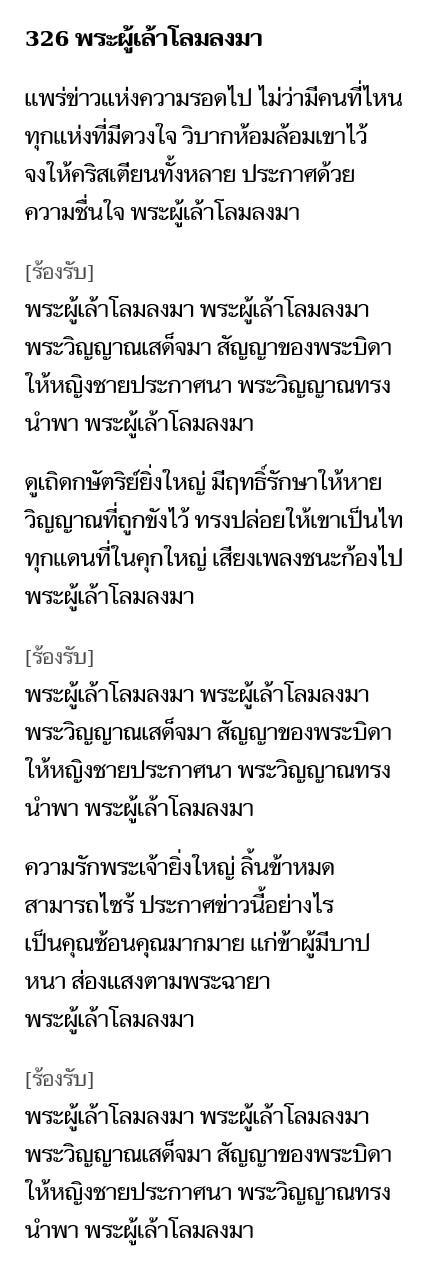 326 พระผู้เล้าโลมลงมา
แพร่ข่าวแห่งความรอดไป ไม่ว่ามีคนที่ไหน
ทุกแห่งที่มีดวงใจ วิบากห้อมล้อมเขาไว้
จงให้คริสเตียนทั้งหลาย ประกาศด้วย
ความชื่นใจ พระผู้เล้าโลมลงมา
[ร้องรับ]
พระผู้เล้าโลมลงมา พระผู้เล้าโลมลงมา
พระวิญญาณเสด็จมา สัญญาของพระบิดา
ให้หญิงชายประกาศนา พระวิญญาณทรง
นำพา พระผู้เล้าโลมลงมา
ดูเถิดกษัตริย์ยิ่งใหญ่ มีฤทธิ์รักษาให้หาย
วิญญาณที่ถูกขังไว้ ทรงปล่อยให้เขาเป็นไท
ทุกแดนที่ในคุกใหญ่ เสียงเพลงชนะก้องไป
พระผู้เล้าโลมลงมา
[ร้องรับ]
พระผู้เล้าโลมลงมา พระผู้เล้าโลมลงมา
พระวิญญาณเสด็จมา สัญญาของพระบิดา
ให้หญิงชายประกาศนา พระวิญญาณทรง
นำพา พระผู้เล้าโลมลงมา
ความรักพระเจ้ายิ่งใหญ่ ลิ้นข้าหมด
สามารถไซร้ ประกาศข่าวนี้อย่างไร
เป็นคุณซ้อนคุณมากมาย แก่ข้าผู้มีบาป
หนา ส่องแสงตามพระฉายา
พระผู้เล้าโลมลงมา
[ร้องรับ]
พระผู้เล้าโลมลงมา พระผู้เล้าโลมลงมา
พระวิญญาณเสด็จมา สัญญาของพระบิดา
ให้หญิงชายประกาศนา พระวิญญาณทรง
นำพา พระผู้เล้าโลมลงมา